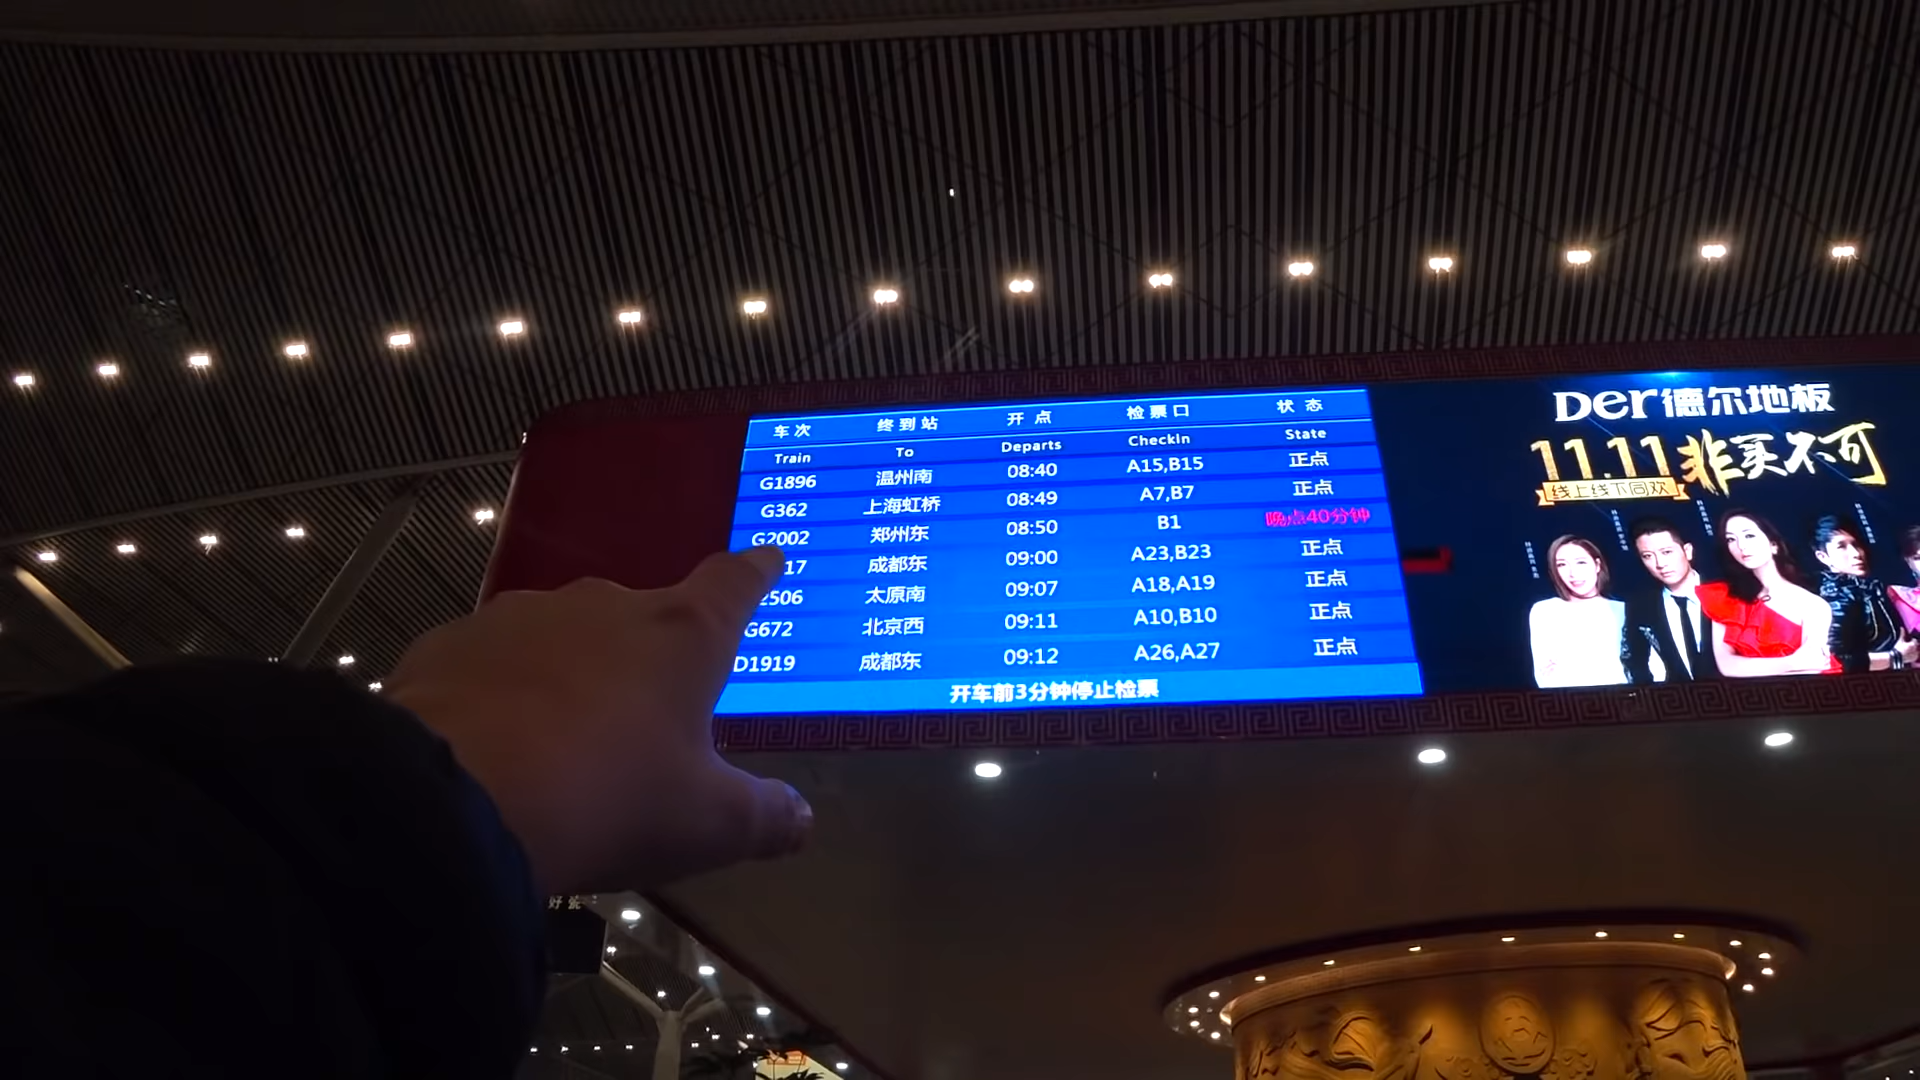 车次 终到站 开点 检票口 状态
Train To Departs CheckIn State
G1896 温州南 08:40 A15,B15 正点
G362 上海虹桥 08:49 A7,B7 正点
G2002 郑州东 08:50 B1 晚点40分钟
17 成都东 09:00 A23,B23 正点
2506 太原南 09:07 A18,A19 正点
G672 北京西 09:11 A10,B10 正点
D1919 成都东 09:12 A26,A27 正点
开车前3分钟停止检票
Der德尔地板
11.11非买不可
线上线下同欢